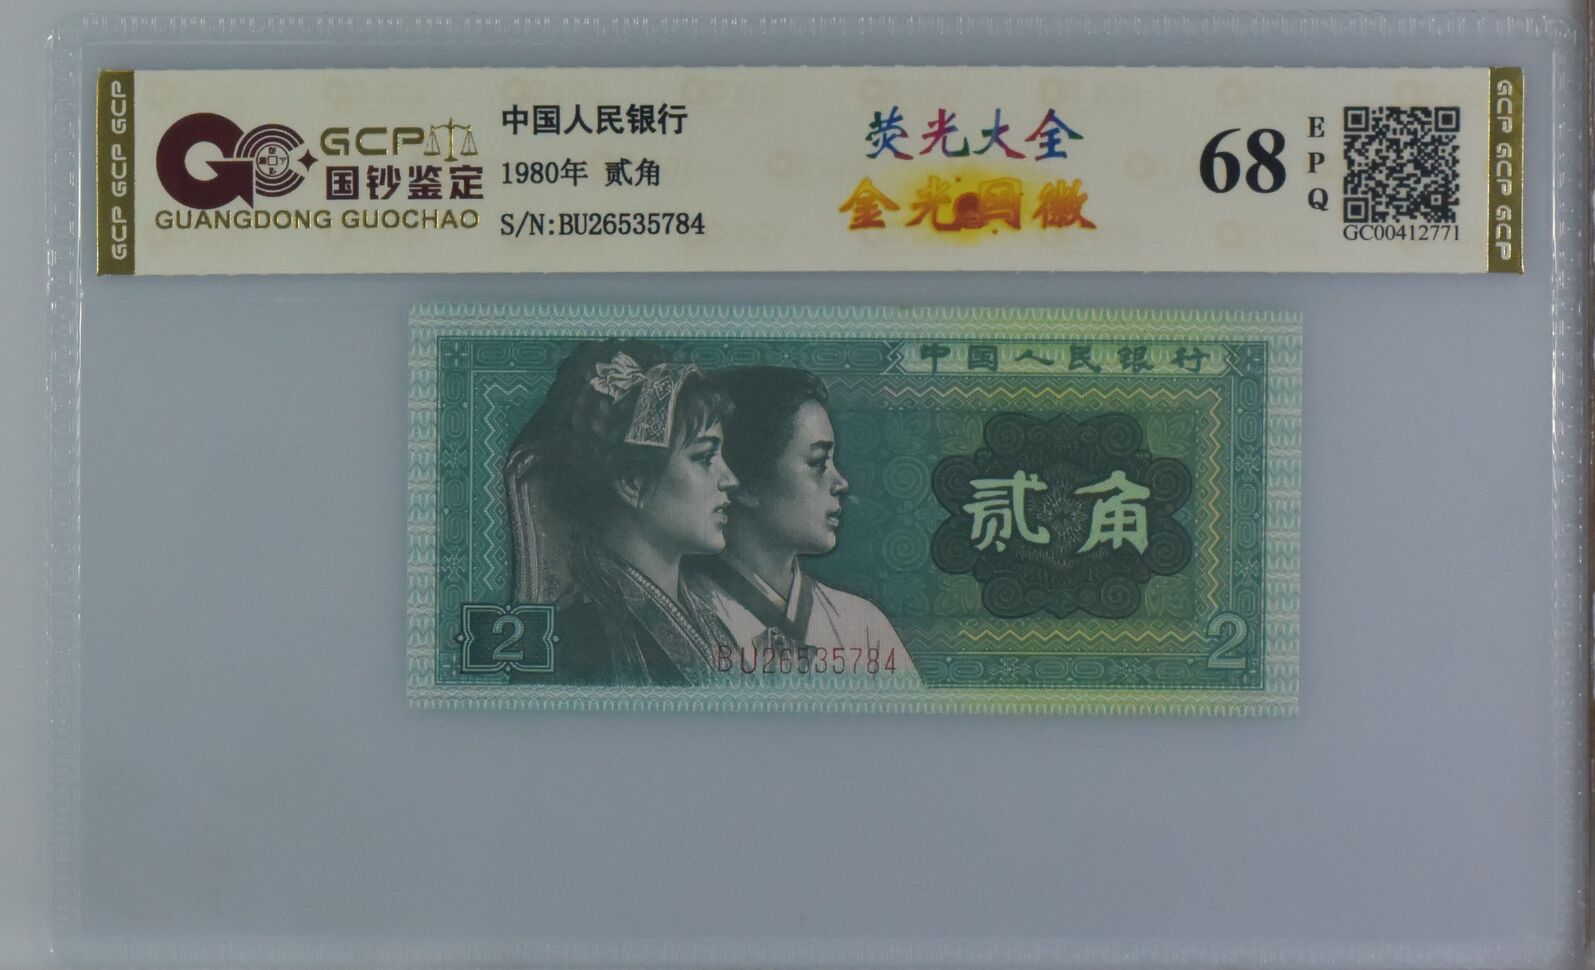 GCP GCP GCP
GCP
国钞鉴定
GUANGDONG GUOCHAO
中国人民银行
1980年 贰角
S/N:BU26535784
荧光大全
金光国徽
68
EPQ
GC00412771
GCP GCP GCP
中国人民银行
贰角
2
BU26535784
2